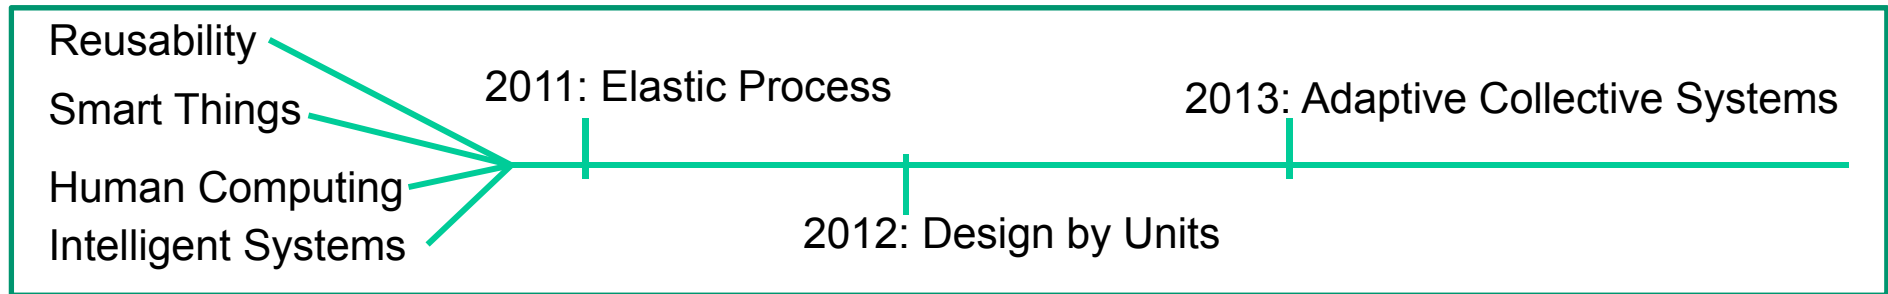 Reusability
Smart Things
Human Computing
Intelligent Systems
2011: Elastic Process
2012: Design by Units
2013: Adaptive Collective Systems